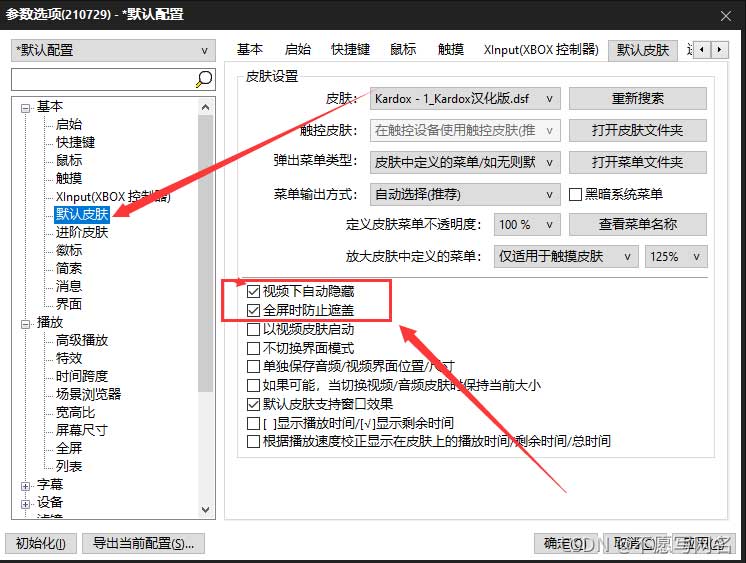 参数选项(210729) - *默认配置
*默认配置
基本
启始
快捷键
鼠标
触摸
XInput(XBOX 控制器)
默认皮肤
进阶皮肤
徽标
简素
消息
界面
播放
高级播放
特效
时间跨度
场景浏览器
宽高比
屏幕尺寸
全屏
列表
字幕
设备
滤镜
基本 启始 快捷键 鼠标 触摸 XInput(XBOX 控制器) 默认皮肤
皮肤设置
皮肤: Kardox - 1_Kardox汉化版.dsf 重新搜索
触控皮肤: 在触控设备使用触控皮肤(推 打开皮肤文件夹
弹出菜单类型: 皮肤中定义的菜单/如无则默 打开菜单文件夹
菜单输出方式: 自动选择(推荐) 黑暗系统菜单
定义皮肤菜单不透明度: 100 % 查看菜单名称
放大皮肤中定义的菜单: 仅适用于触摸皮肤 125%
视频下自动隐藏
全屏时防止遮盖
以视频皮肤启动
不切换界面模式
单独保存音频/视频界面位置/尺寸
如果可能，当切换视频/音频皮肤时保持当前大小
默认皮肤支持窗口效果
[ ]显示播放时间/[√]显示剩余时间
根据播放速度校正显示在皮肤上的播放时间/剩余时间/总时间
初始化(I) 导出当前配置(S)... 确定(O) 取消(C) 应用(A)
CSDN @不愿写网名